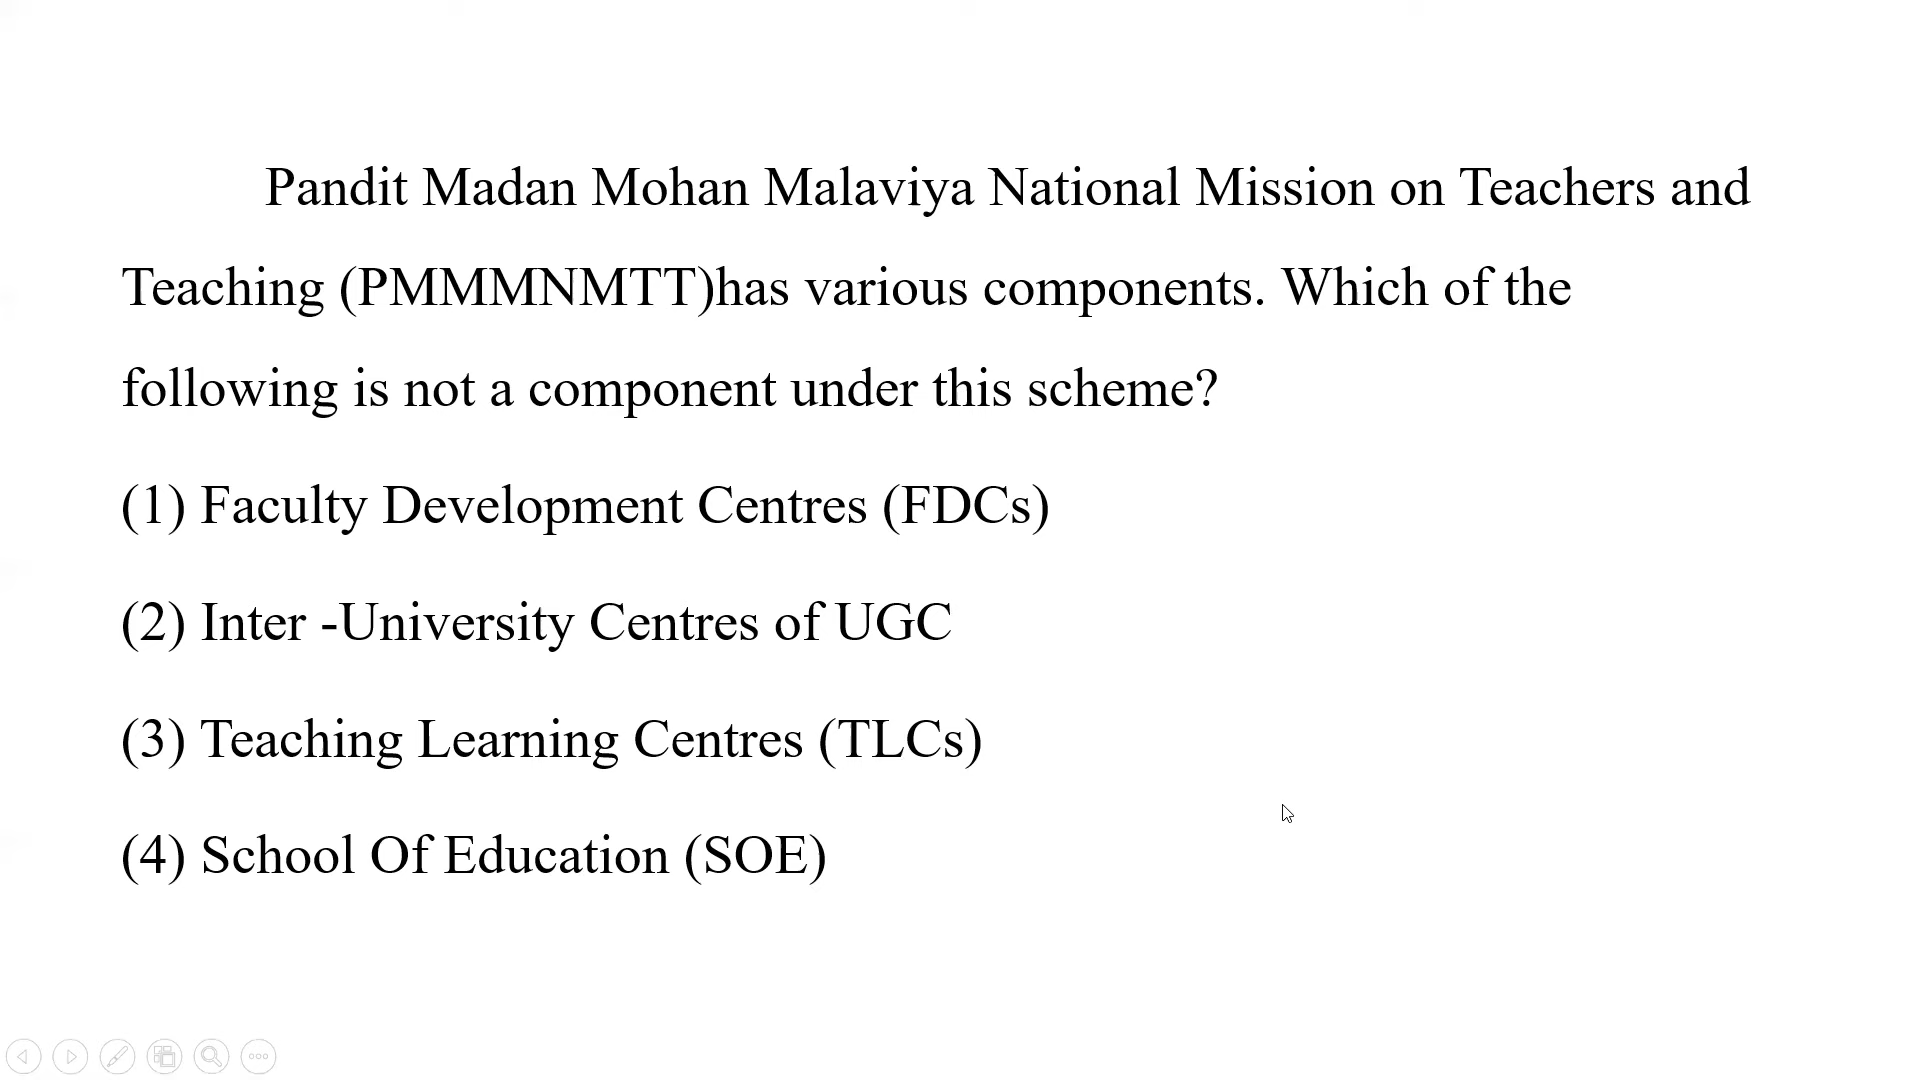 Pandit Madan Mohan Malaviya National Mission on Teachers and
Teaching (PMMMNMTT)has various components. Which of the
following is not a component under this scheme?
(1) Faculty Development Centres (FDCs)
(2) Inter -University Centres of UGC
(3) Teaching Learning Centres (TLCs)
(4) School Of Education (SOE)